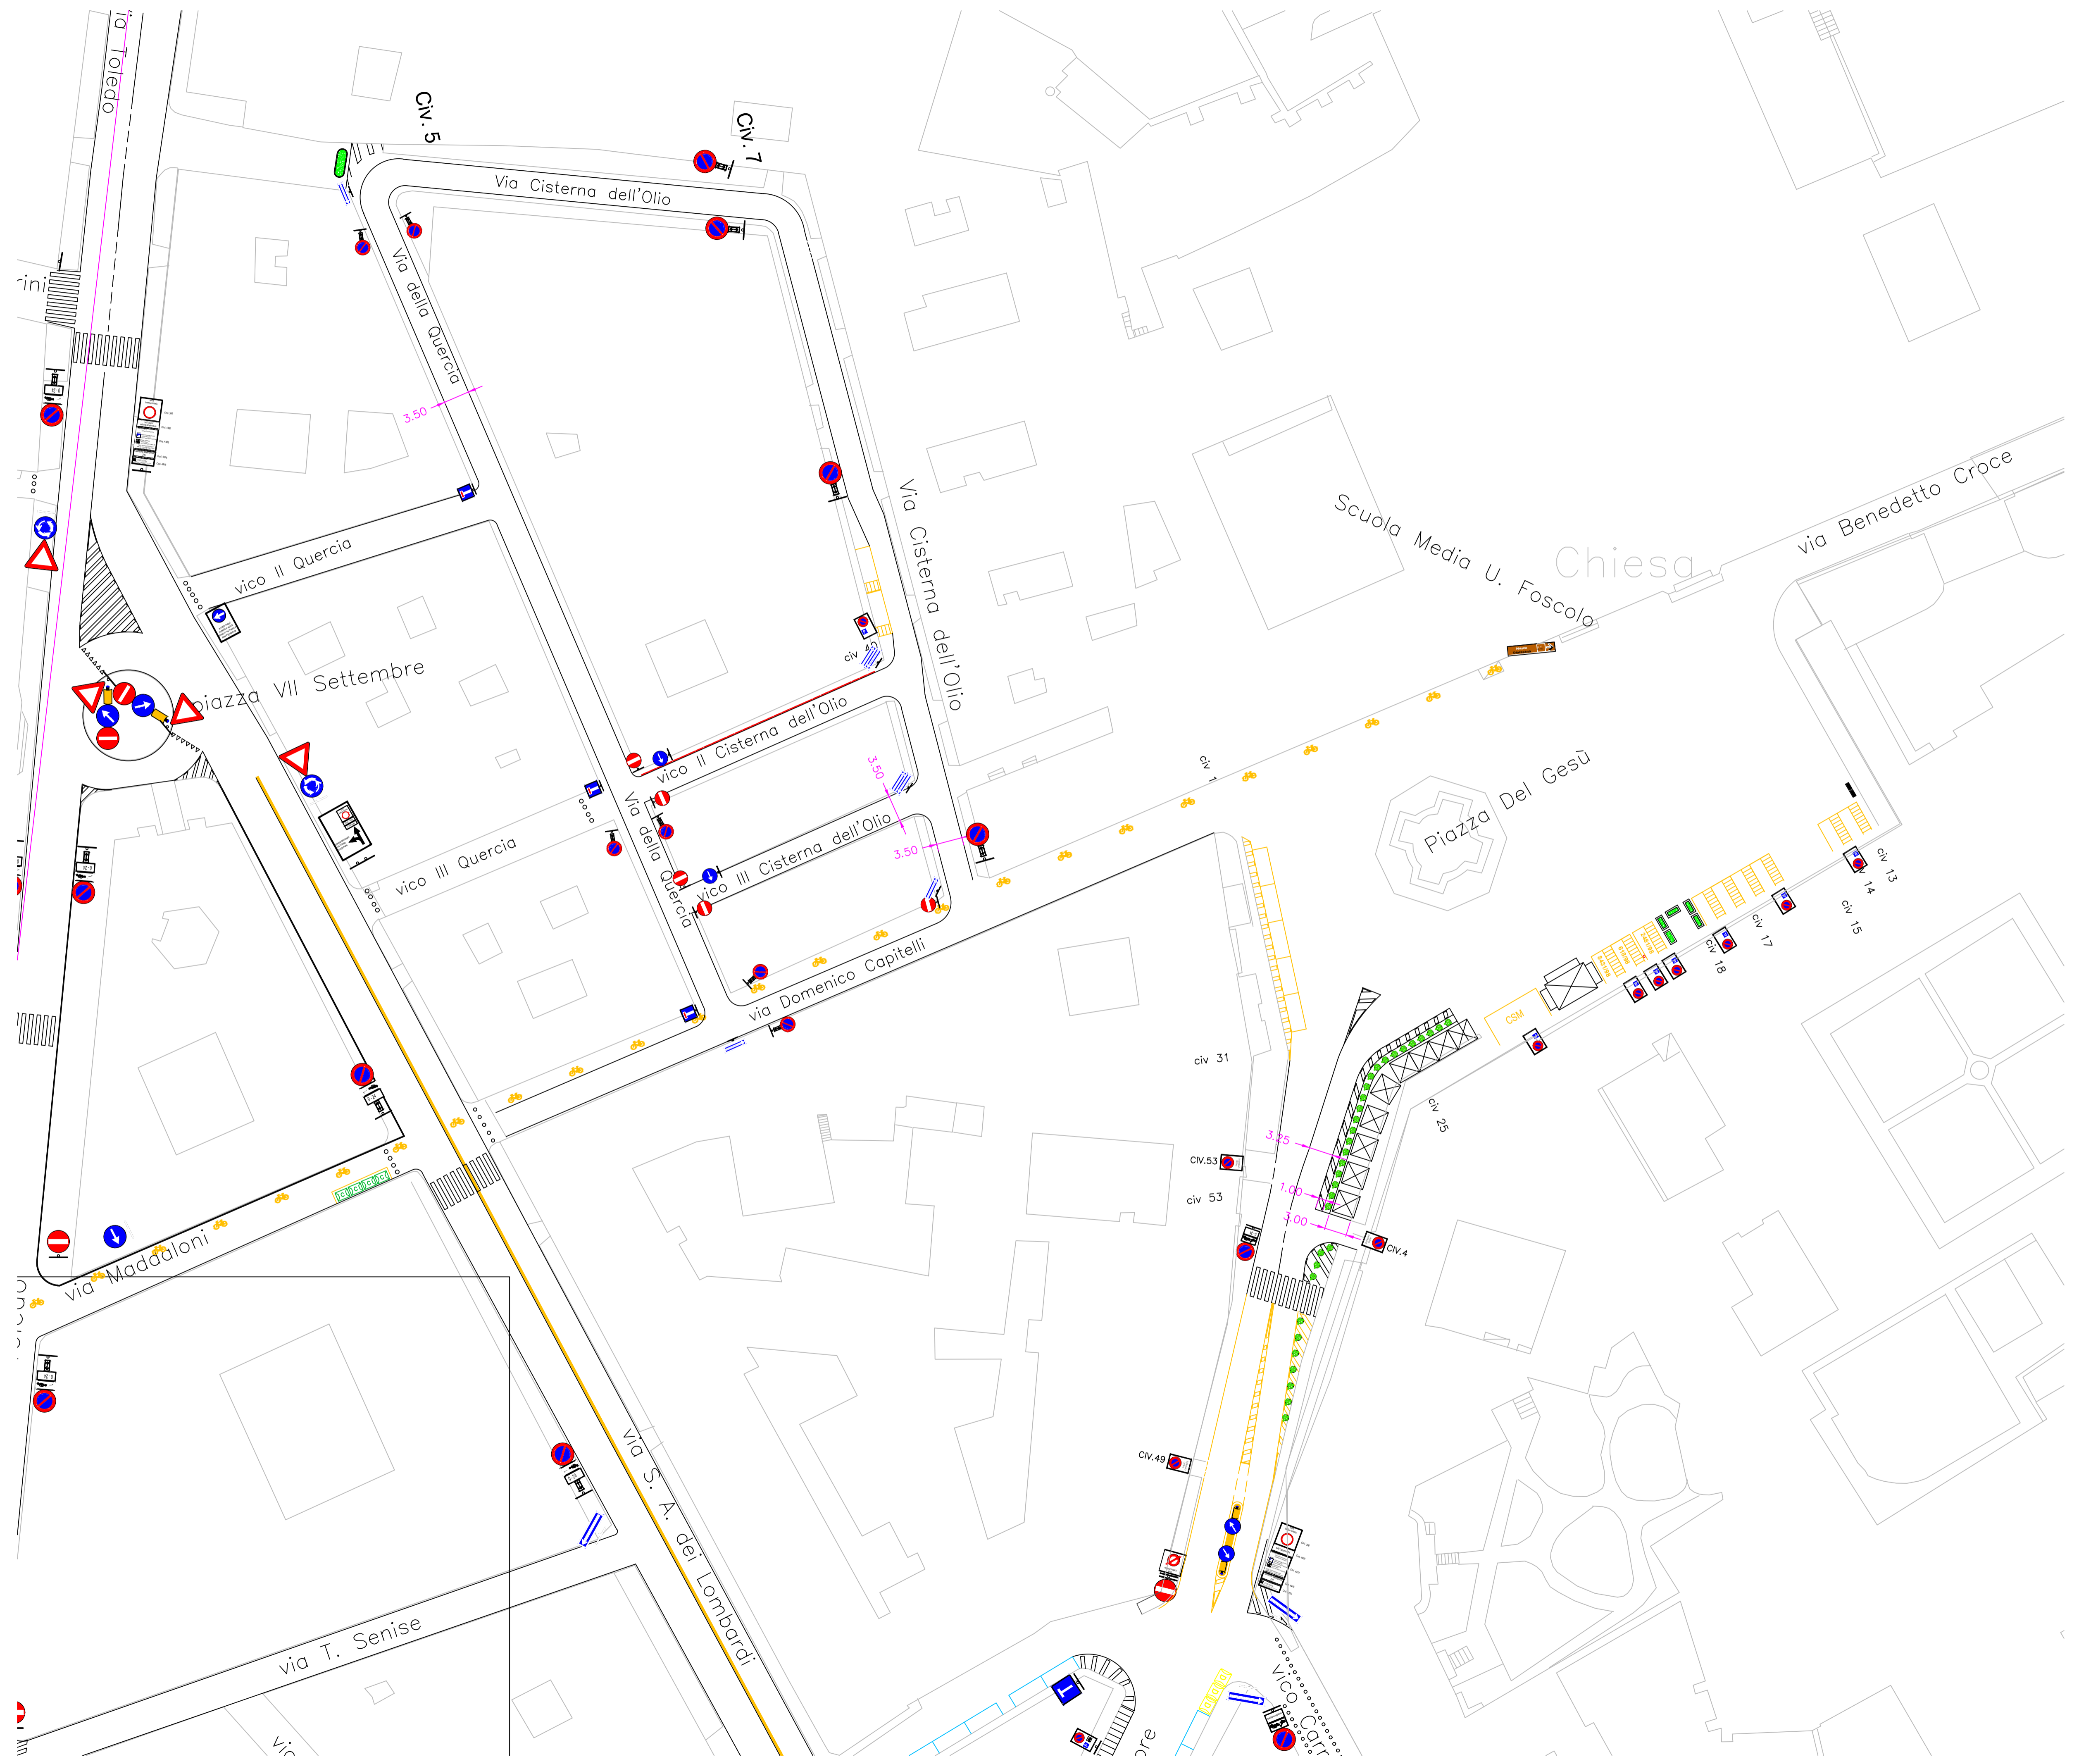 Via Toledo
Civ. 5
Civ. 7
Via Cisterna dell'Olio
Via della Quercia
3.50
Via Cisterna dell'Olio
Scuola Media U. Foscolo
Chiesa
via Benedetto Croce
vico II Quercia
piazza VII Settembre
vico II Cisterna dell'Olio
civ 1
3.50
Piazza Del Gesù
Via della Quercia
vico III Quercia
vico III Cisterna dell'Olio
3.50
civ 13
civ 14
civ 15
civ 17
civ 18
via Domenico Capitelli
CSM
civ 31
civ 25
3.25
CIV.53
1.00
civ 53
3.00
CIV.4
via Maddaloni
CIV.49
via S. A. dei Lombardi
via T. Senise